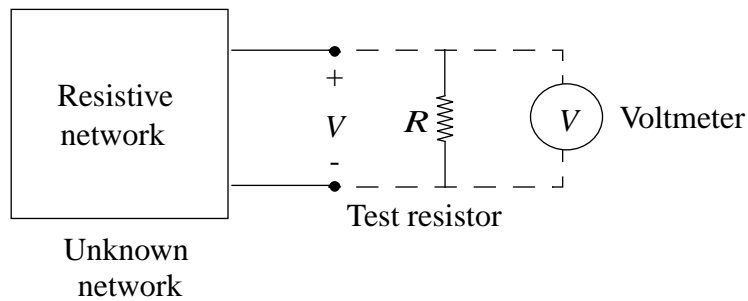 Resistive
network
+
V
-
R
V
Voltmeter
Test resistor
Unknown
network